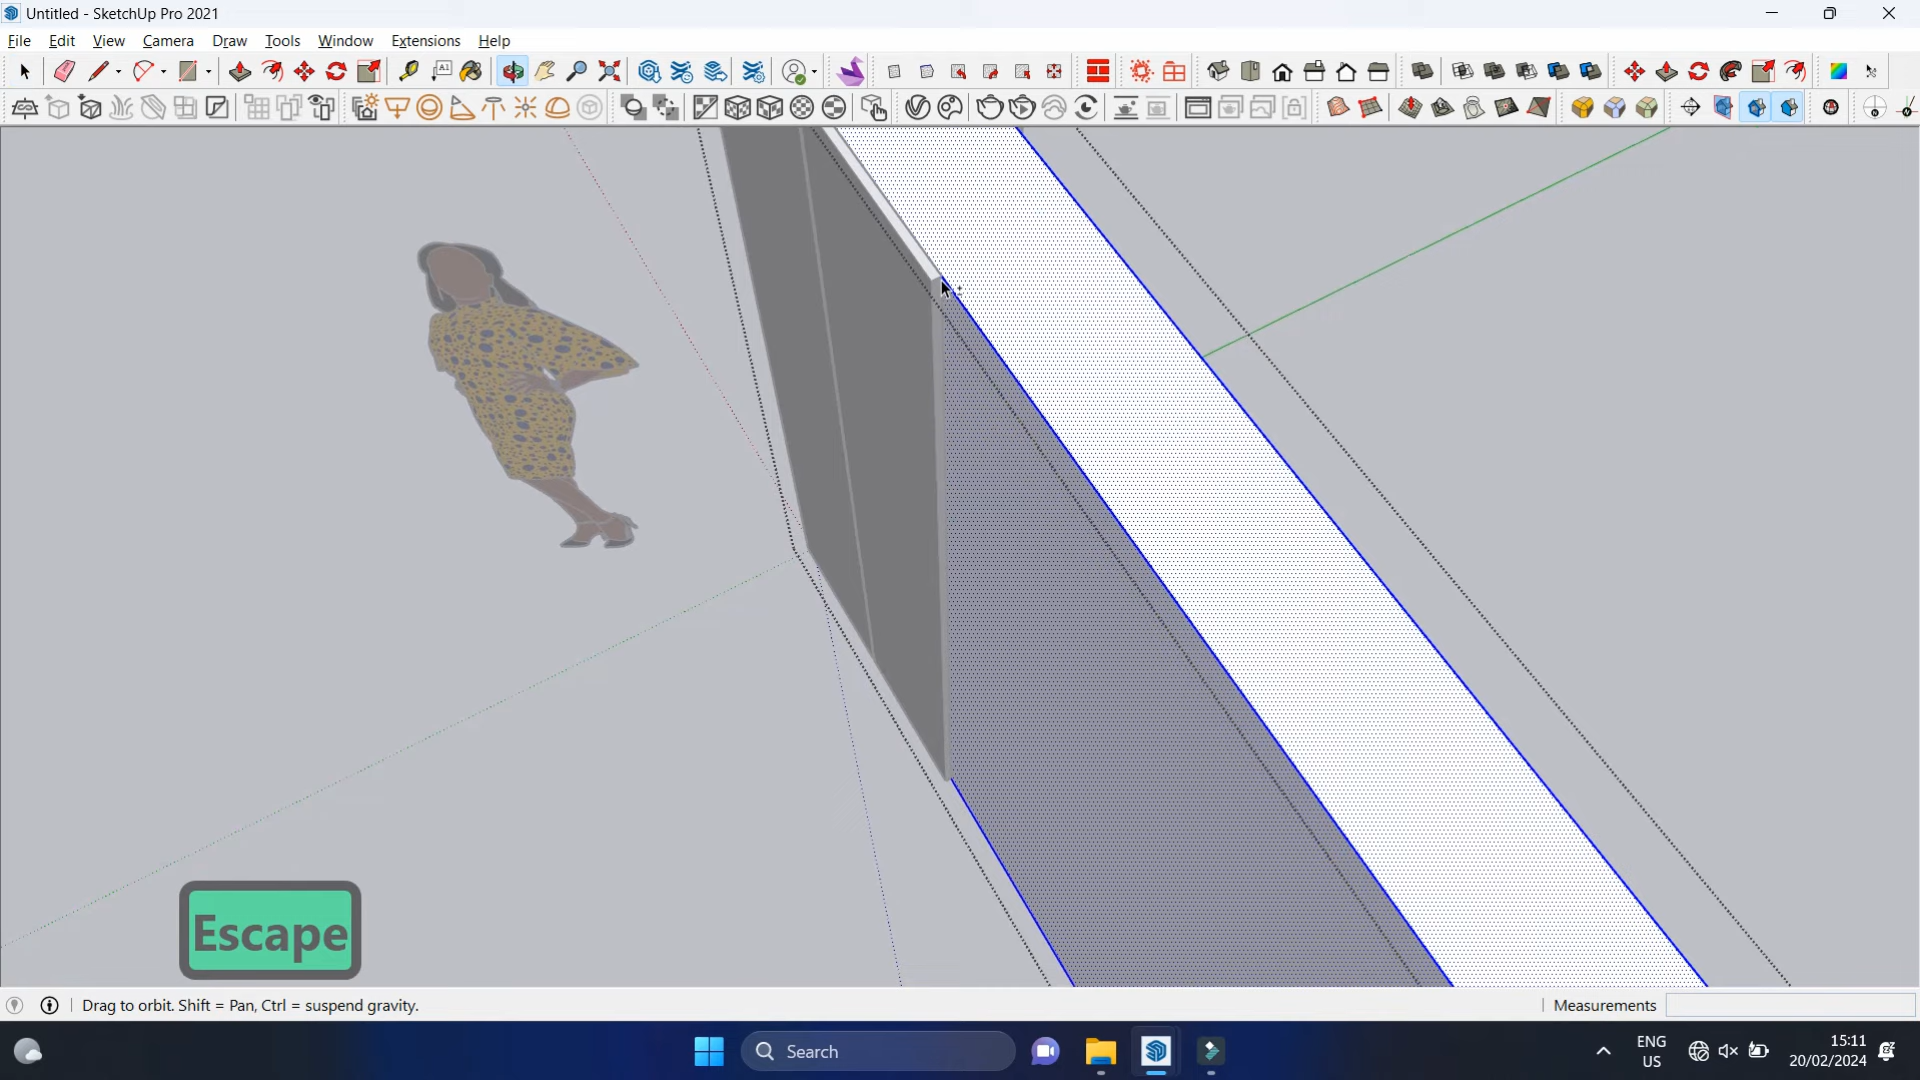 Untitled - SketchUp Pro 2021
File Edit View Camera Draw Tools Window Extensions Help
Escape
Drag to orbit. Shift = Pan, Ctrl = suspend gravity.
Measurements
Search
ENG
US
15:11
20/02/2024